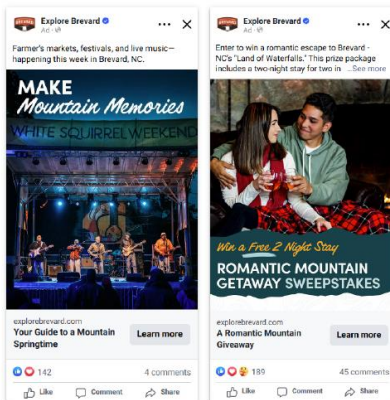 Explore Brevard
Ad
Farmer's markets, festivals, and live music—
happening this week in Brevard, NC.
MAKE
Mountain Memories
WHITE SQUIRREL WEEKEND
explorebrevard.com
Your Guide to a Mountain
Springtime
Learn more
142
4 comments
Like
Comment
Share
Explore Brevard
Ad
Enter to win a romantic escape to Brevard -
NC's "Land of Waterfalls." This prize package
includes a two-night stay for two in ...See more
Win a Free 2 Night Stay
ROMANTIC MOUNTAIN
GETAWAY SWEEPSTAKES
explorebrevard.com
A Romantic Mountain
Giveaway
Learn more
189
45 comments
Like
Comment
Share